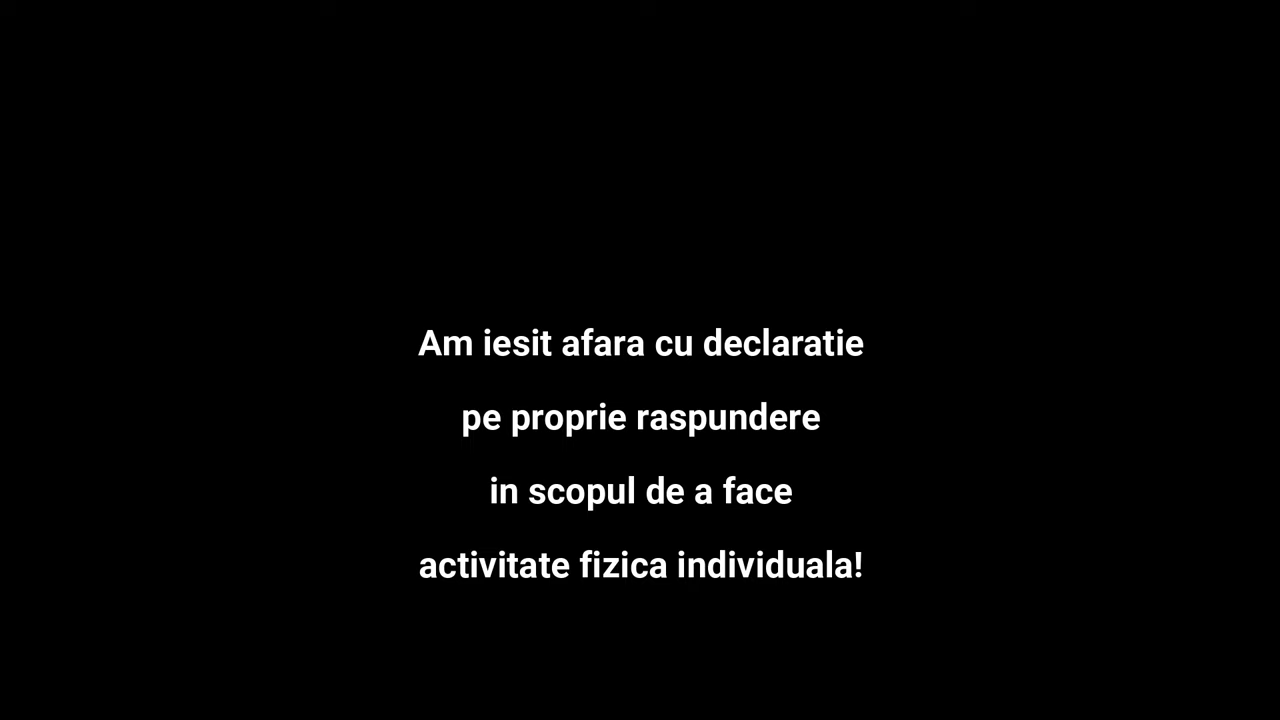 Am iesit afara cu declaratie
pe proprie raspundere
in scopul de a face
activitate fizica individuala!